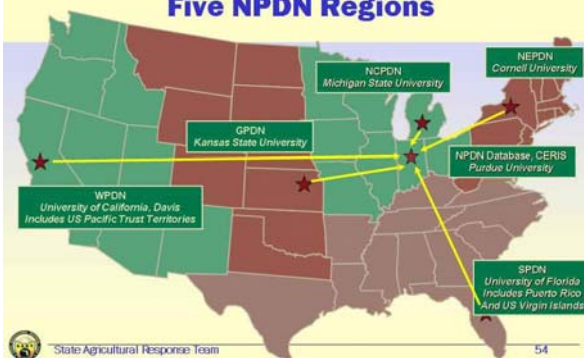 Five NPDN Regions
NCPDN
Michigan State University
NEPDN
Cornell University
GPDN
Kansas State University
NPDN Database, CERIS
Purdue University
WPDN
University of California, Davis
Includes US Pacific Trust Territories
SPDN
University of Florida
Includes Puerto Rico
And US Virgin Islands
State Agricultural Response Team
54